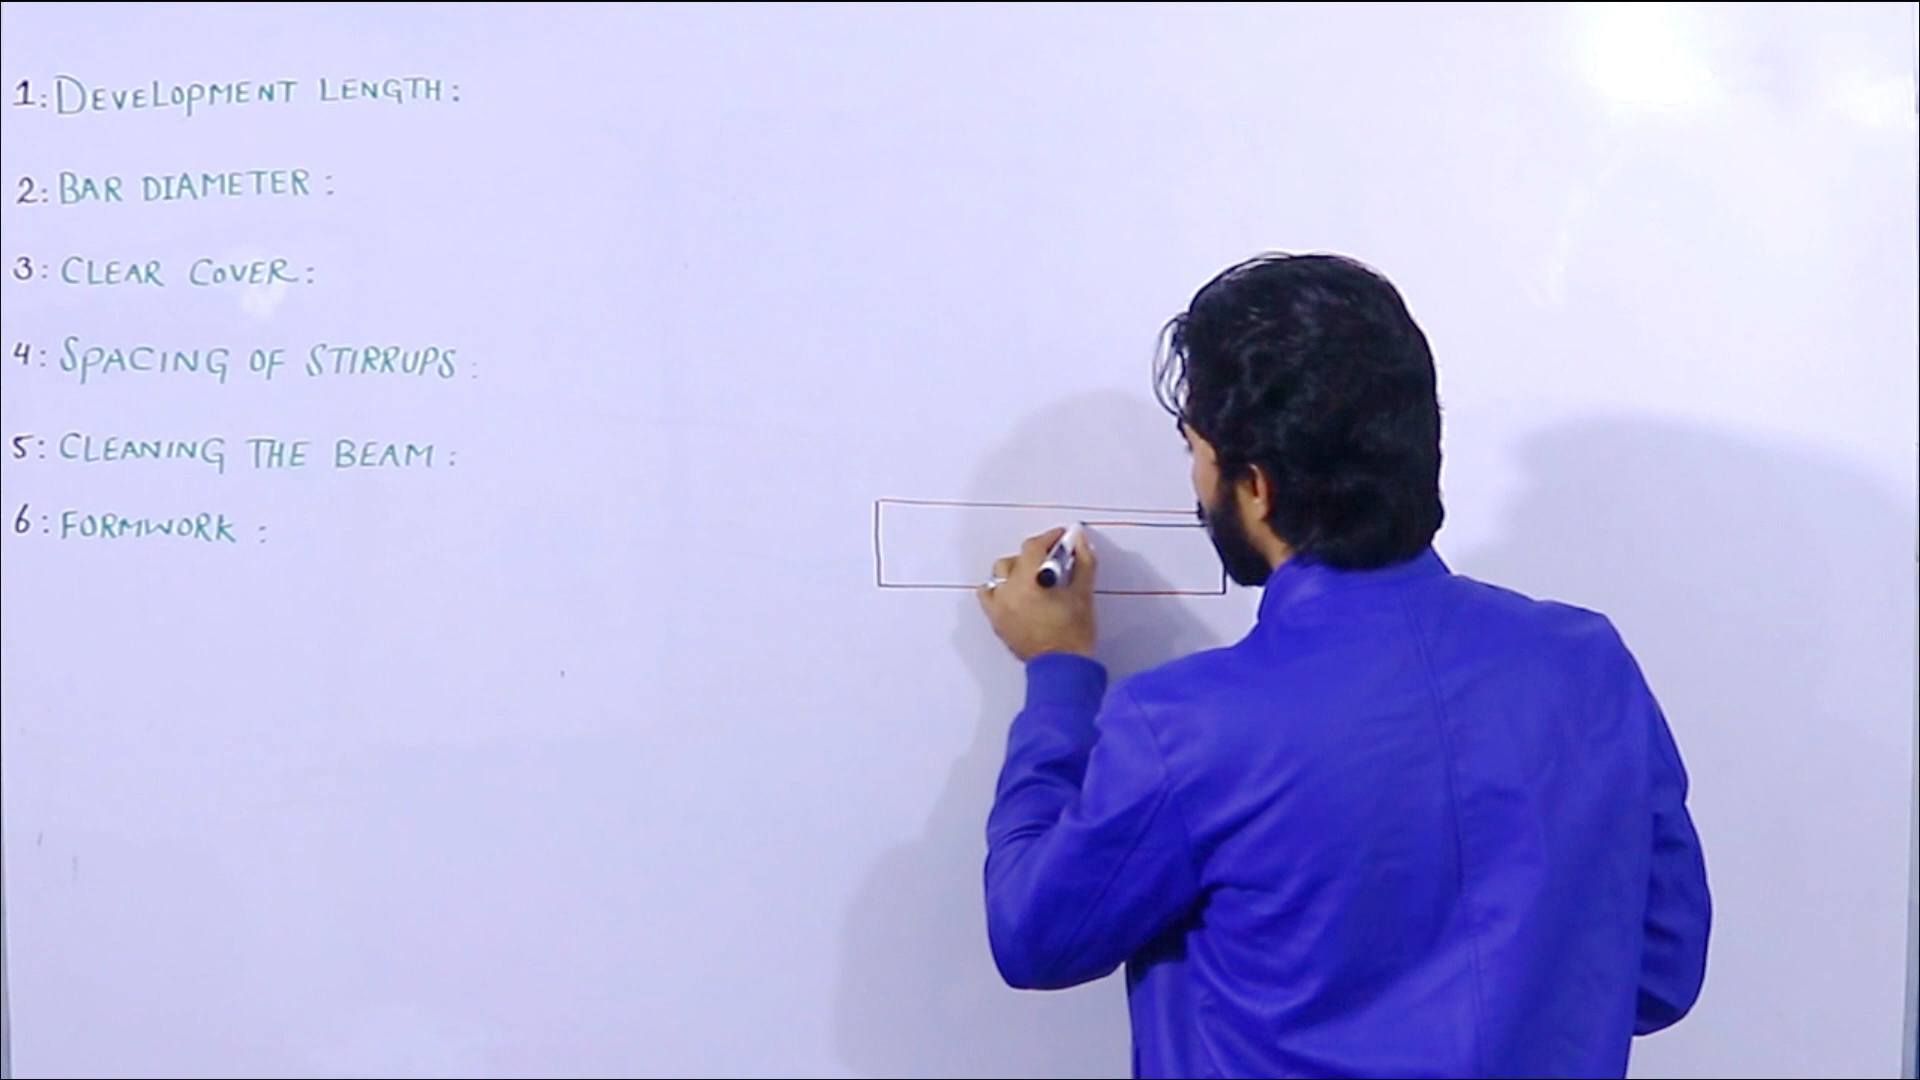 1: DEVELOPMENT LENGTH:
2: BAR DIAMETER:
3: CLEAR COVER:
4: SPACING OF STIRRUPS:
5: CLEANING THE BEAM:
6: FORMWORK: